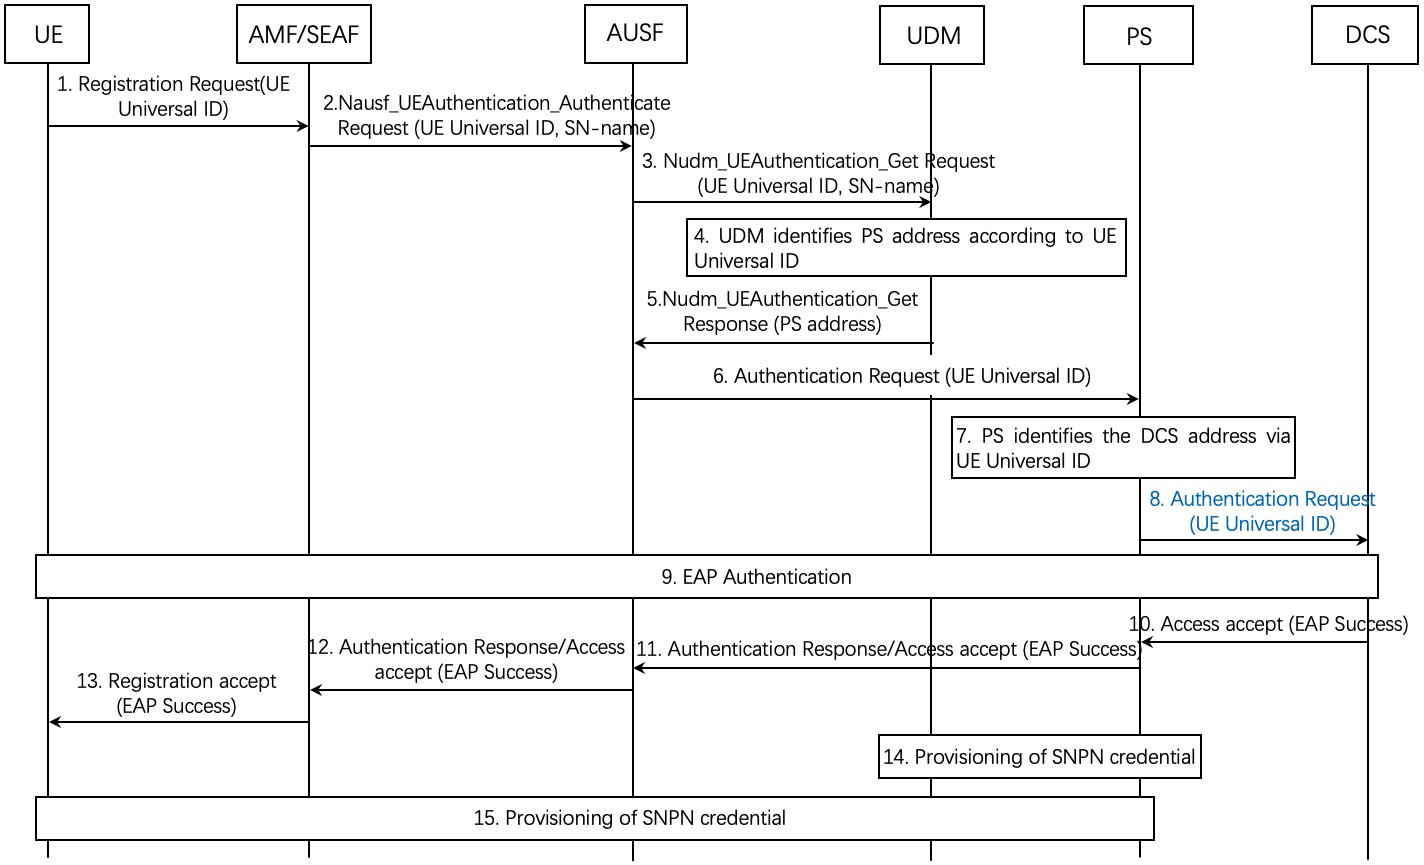 UE
AMF/SEAF
AUSF
UDM
PS
DCS
1. Registration Request(UE
Universal ID)
2.Nausf_UEAuthentication_Authenticate
Request (UE Universal ID, SN-name)
3. Nudm_UEAuthentication_Get Request
(UE Universal ID, SN-name)
4. UDM identifies PS address according to UE
Universal ID
5.Nudm_UEAuthentication_Get
Response (PS address)
6. Authentication Request (UE Universal ID)
7. PS identifies the DCS address via
UE Universal ID
8. Authentication Request
(UE Universal ID)
9. EAP Authentication
10. Access accept (EAP Success)
11. Authentication Response/Access accept (EAP Success)
12. Authentication Response/Access
accept (EAP Success)
13. Registration accept
(EAP Success)
14. Provisioning of SNPN credential
15. Provisioning of SNPN credential